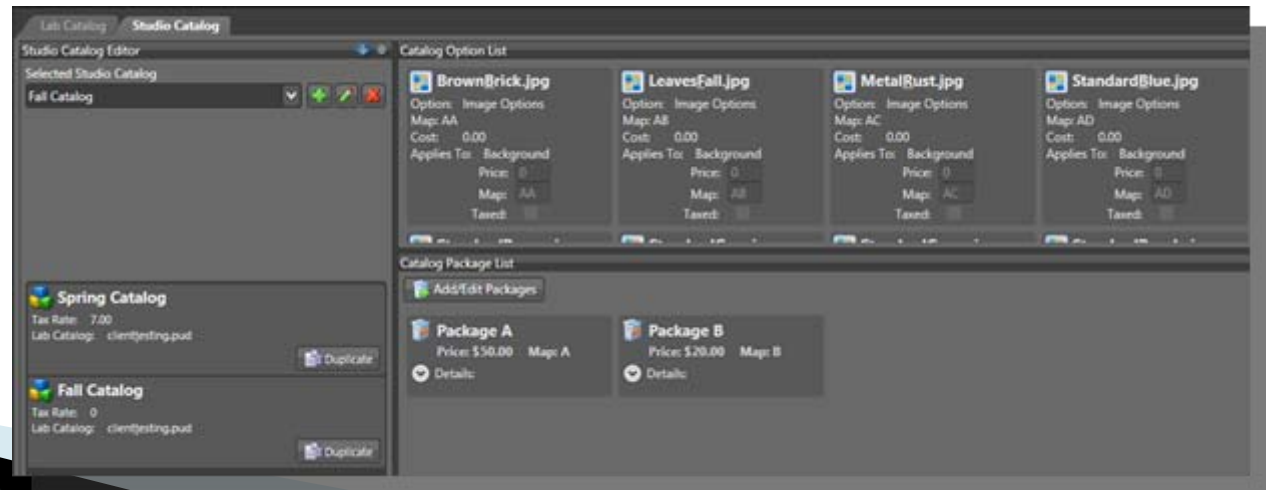 Lab Catalog
Studio Catalog
Studio Catalog Editor
Selected Studio Catalog
Fall Catalog
Spring Catalog
Tax Rate: 7.00
Lab Catalog: clienttesting.pud
Duplicate
Fall Catalog
Tax Rate: 0
Lab Catalog: clienttesting.pud
Duplicate
Catalog Option List
BrownBrick.jpg
Option: Image Options
Map: AA
Cost: 0.00
Applies To: Background
Price: 0
Map: AA
Taxed:
LeavesFall.jpg
Option: Image Options
Map: AB
Cost: 0.00
Applies To: Background
Price: 0
Map: AB
Taxed:
MetalRust.jpg
Option: Image Options
Map: AC
Cost: 0.00
Applies To: Background
Price: 0
Map: AC
Taxed:
StandardBlue.jpg
Option: Image Options
Map: AD
Cost: 0.00
Applies To: Background
Price: 0
Map: AD
Taxed:
Catalog Package List
Add/Edit Packages
Package A
Price: $50.00 Map: A
Details:
Package B
Price: $20.00 Map: B
Details: